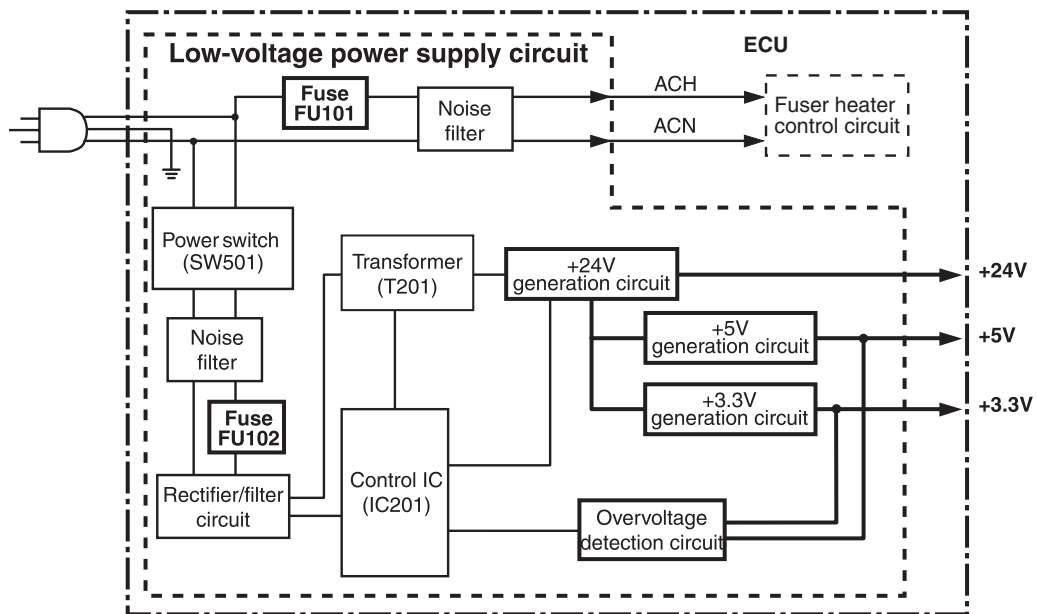 Low-voltage power supply circuit
ECU
Fuse
FU101
Noise
filter
ACH
ACN
Fuser heater
control circuit
Power switch
(SW501)
Transformer
(T201)
+24V
generation circuit
+24V
Noise
filter
+5V
generation circuit
+5V
+3.3V
generation circuit
+3.3V
Fuse
FU102
Rectifier/filter
circuit
Control IC
(IC201)
Overvoltage
detection circuit